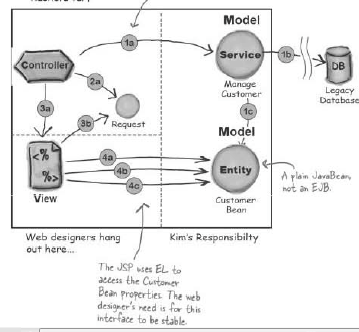 Model
Controller
1a
Service
1b
DB
2a
Manage
Customer
Legacy
Database
3a
3b
Request
1c
Model
<%
%>
4a
4b
4c
Entity
View
Customer
Bean
A plain JavaBean,
not an EJB.
Web designers hang
out here...
Kim's Responsibilty
The JSP uses EL to
access the Customer
Bean properties. The web
designer's need is for this
interface to be stable.